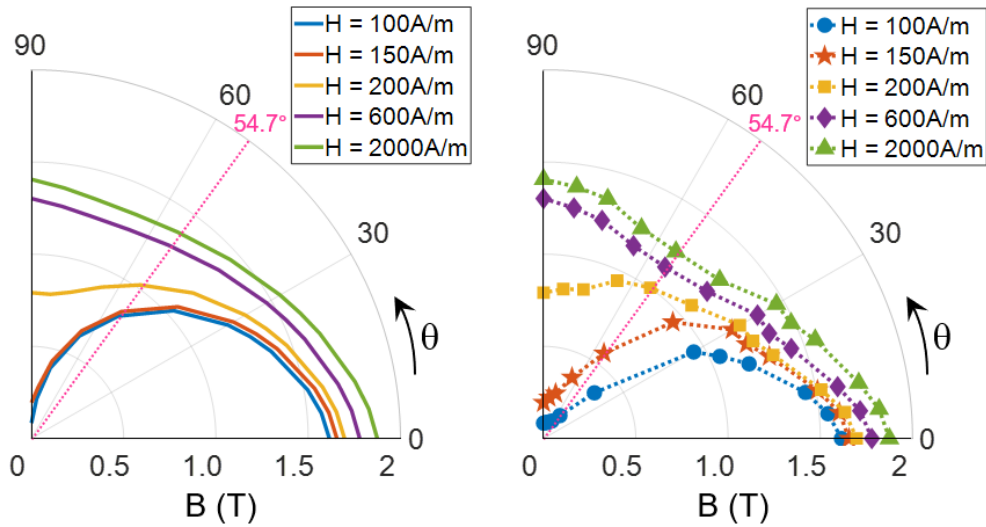 90
60
54.7°
30
θ
0
0 0.5 1.0 1.5 2
B (T)
H = 100A/m
H = 150A/m
H = 200A/m
H = 600A/m
H = 2000A/m
90
60
54.7°
30
θ
0
0 0.5 1.0 1.5 2
B (T)
H = 100A/m
H = 150A/m
H = 200A/m
H = 600A/m
H = 2000A/m